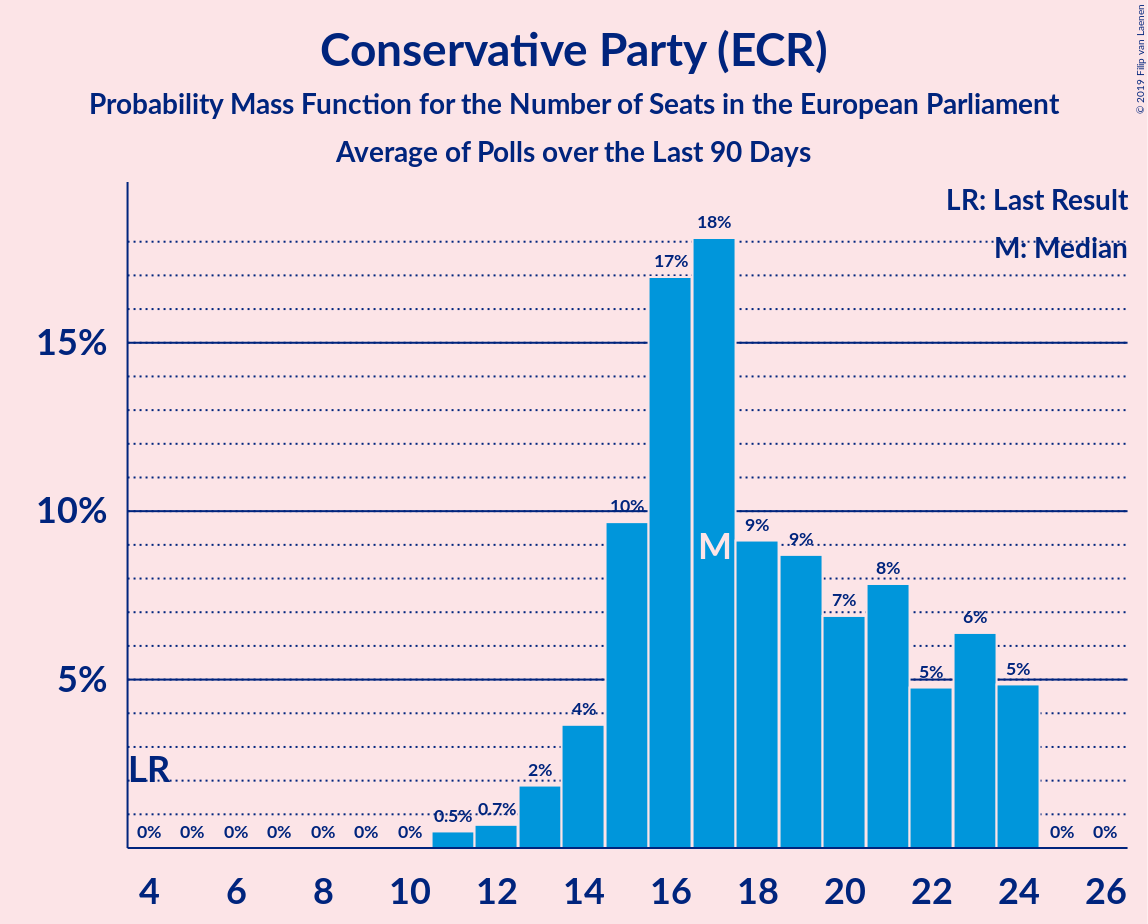 Conservative Party (ECR)
Probability Mass Function for the Number of Seats in the European Parliament
Average of Polls over the Last 90 Days
© 2019 Filip van Laenen
LR: Last Result
M: Median
18%
17%
15%
10%
10%
9%
9%
M
8%
7%
6%
5%
5%
5%
4%
LR
2%
0.7%
0.5%
0% 0% 0% 0% 0% 0% 0% 0% 0%
4 6 8 10 12 14 16 18 20 22 24 26